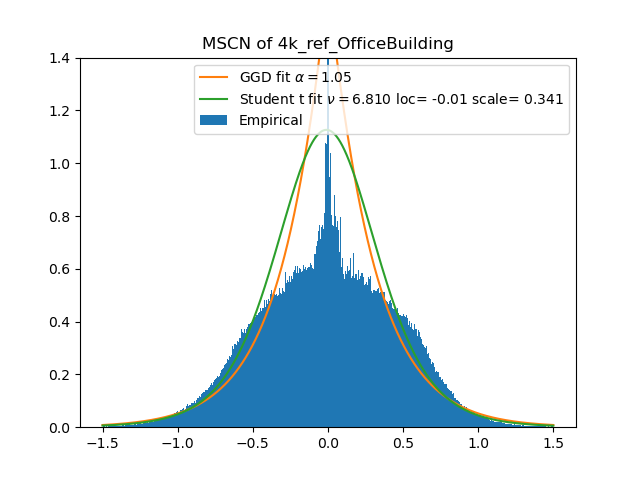 MSCN of 4k_ref_OfficeBuilding
GGD fit α = 1.05
Student t fit ν = 6.810 loc= -0.01 scale= 0.341
Empirical
1.4
1.2
1.0
0.8
0.6
0.4
0.2
0.0
−1.5 −1.0 −0.5 0.0 0.5 1.0 1.5